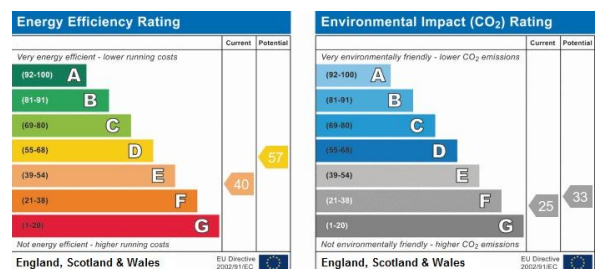 Energy Efficiency Rating
Current Potential
Very energy efficient - lower running costs
(92-100) A
(81-91) B
(69-80) C
(55-68) D
(39-54) E
(21-38) F
(1-20) G
40
57
Not energy efficient - higher running costs
England, Scotland & Wales
EU Directive
2002/91/EC
Environmental Impact (CO₂) Rating
Current Potential
Very environmentally friendly - lower CO₂ emissions
(92-100) A
(81-91) B
(69-80) C
(55-68) D
(39-54) E
(21-38) F
(1-20) G
25
33
Not environmentally friendly - higher CO₂ emissions
England, Scotland & Wales
EU Directive
2002/91/EC